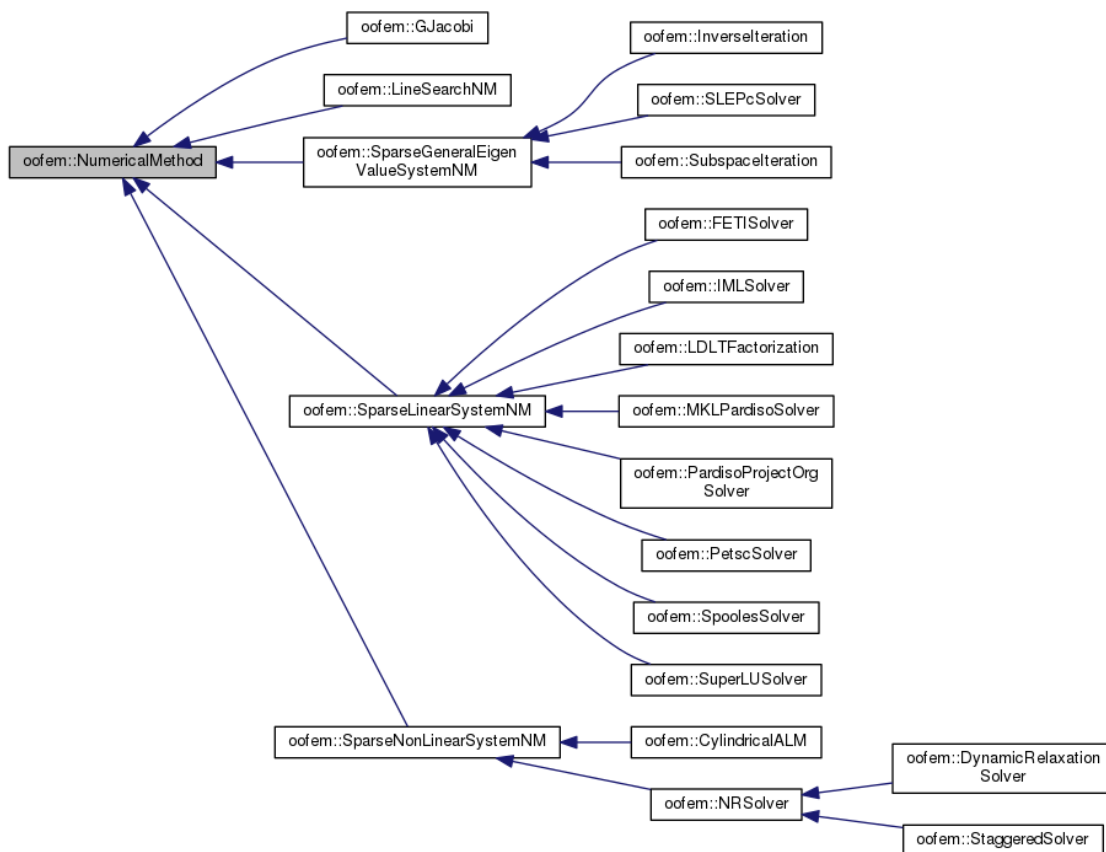 oofem::GJacobi
oofem::InverseIteration
oofem::LineSearchNM
oofem::SLEPcSolver
oofem::NumericalMethod
oofem::SparseGeneralEigen
ValueSystemNM
oofem::SubspaceIteration
oofem::FETISolver
oofem::IMLSolver
oofem::LDLTFactorization
oofem::SparseLinearSystemNM
oofem::MKLPardisoSolver
oofem::PardisoProjectOrg
Solver
oofem::PetscSolver
oofem::SpoolesSolver
oofem::SuperLUSolver
oofem::SparseNonLinearSystemNM
oofem::CylindricalALM
oofem::DynamicRelaxation
Solver
oofem::NRSolver
oofem::StaggeredSolver